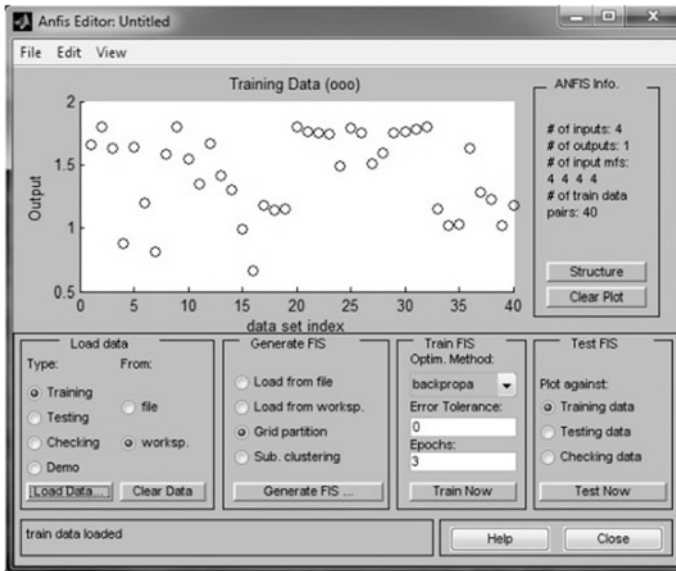 Anfis Editor: Untitled
File Edit View
Training Data (ooo)
Output
2
1.5
1
0.5
0 5 10 15 20 25 30 35 40
data set index
ANFIS Info.
# of inputs: 4
# of outputs: 1
# of input mfs:
4 4 4 4
# of train data
pairs: 40
Structure
Clear Plot
Load data
Type:
From:
Training
Testing
Checking
Demo
file
worksp.
Load Data...
Clear Data
Generate FIS
Load from file
Load from worksp.
Grid partition
Sub. clustering
Generate FIS ...
Train FIS
Optim. Method:
backpropa
Error Tolerance:
0
Epochs:
3
Train Now
Test FIS
Plot against:
Training data
Testing data
Checking data
Test Now
train data loaded
Help
Close